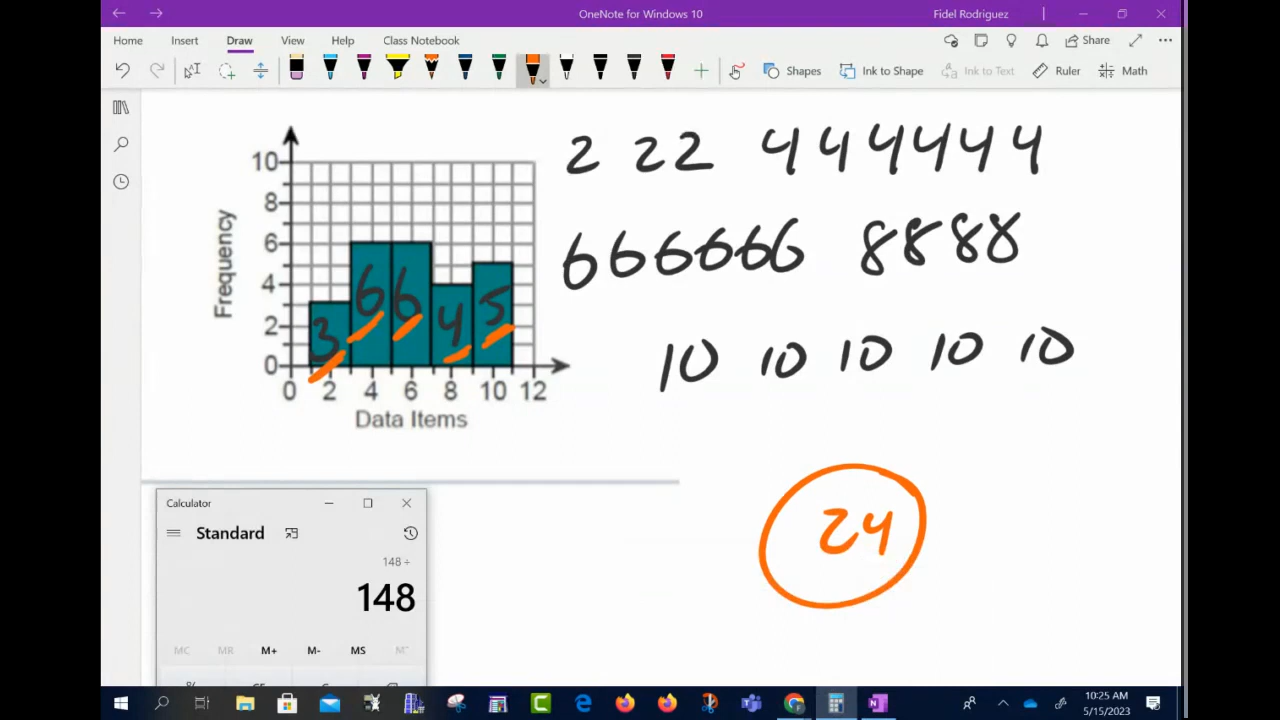 OneNote for Windows 10
Fidel Rodriguez
Home Insert Draw View Help Class Notebook
Share
Shapes Ink to Shape Ink to Text Ruler Math
2 22 444444
666666 8888
10 10 10 10 10
24
Frequency
10
8
6
4
2
0
3 6 6 4 5
0 2 4 6 8 10 12
Data Items
Calculator
Standard
148 ÷
148
MC MR M+ M- MS M˅
% CE C
10:25 AM
5/15/2023